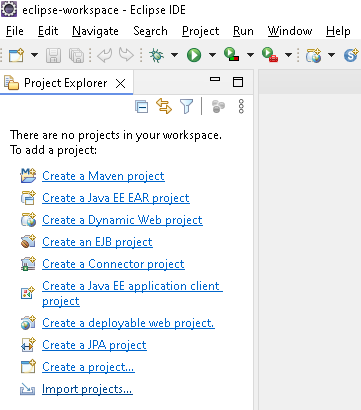 eclipse-workspace - Eclipse IDE
File Edit Navigate Search Project Run Window Help
Project Explorer
There are no projects in your workspace.
To add a project:
Create a Maven project
Create a Java EE EAR project
Create a Dynamic Web project
Create an EJB project
Create a Connector project
Create a Java EE application client
project
Create a deployable web project.
Create a JPA project
Create a project...
Import projects...